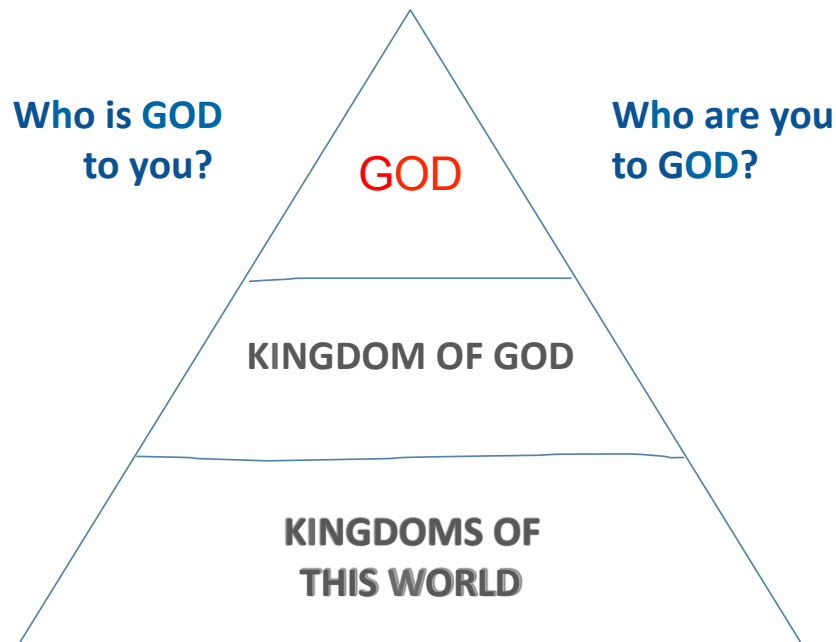 Who is GOD
to you?
Who are you
to GOD?
GOD
KINGDOM OF GOD
KINGDOMS OF
THIS WORLD